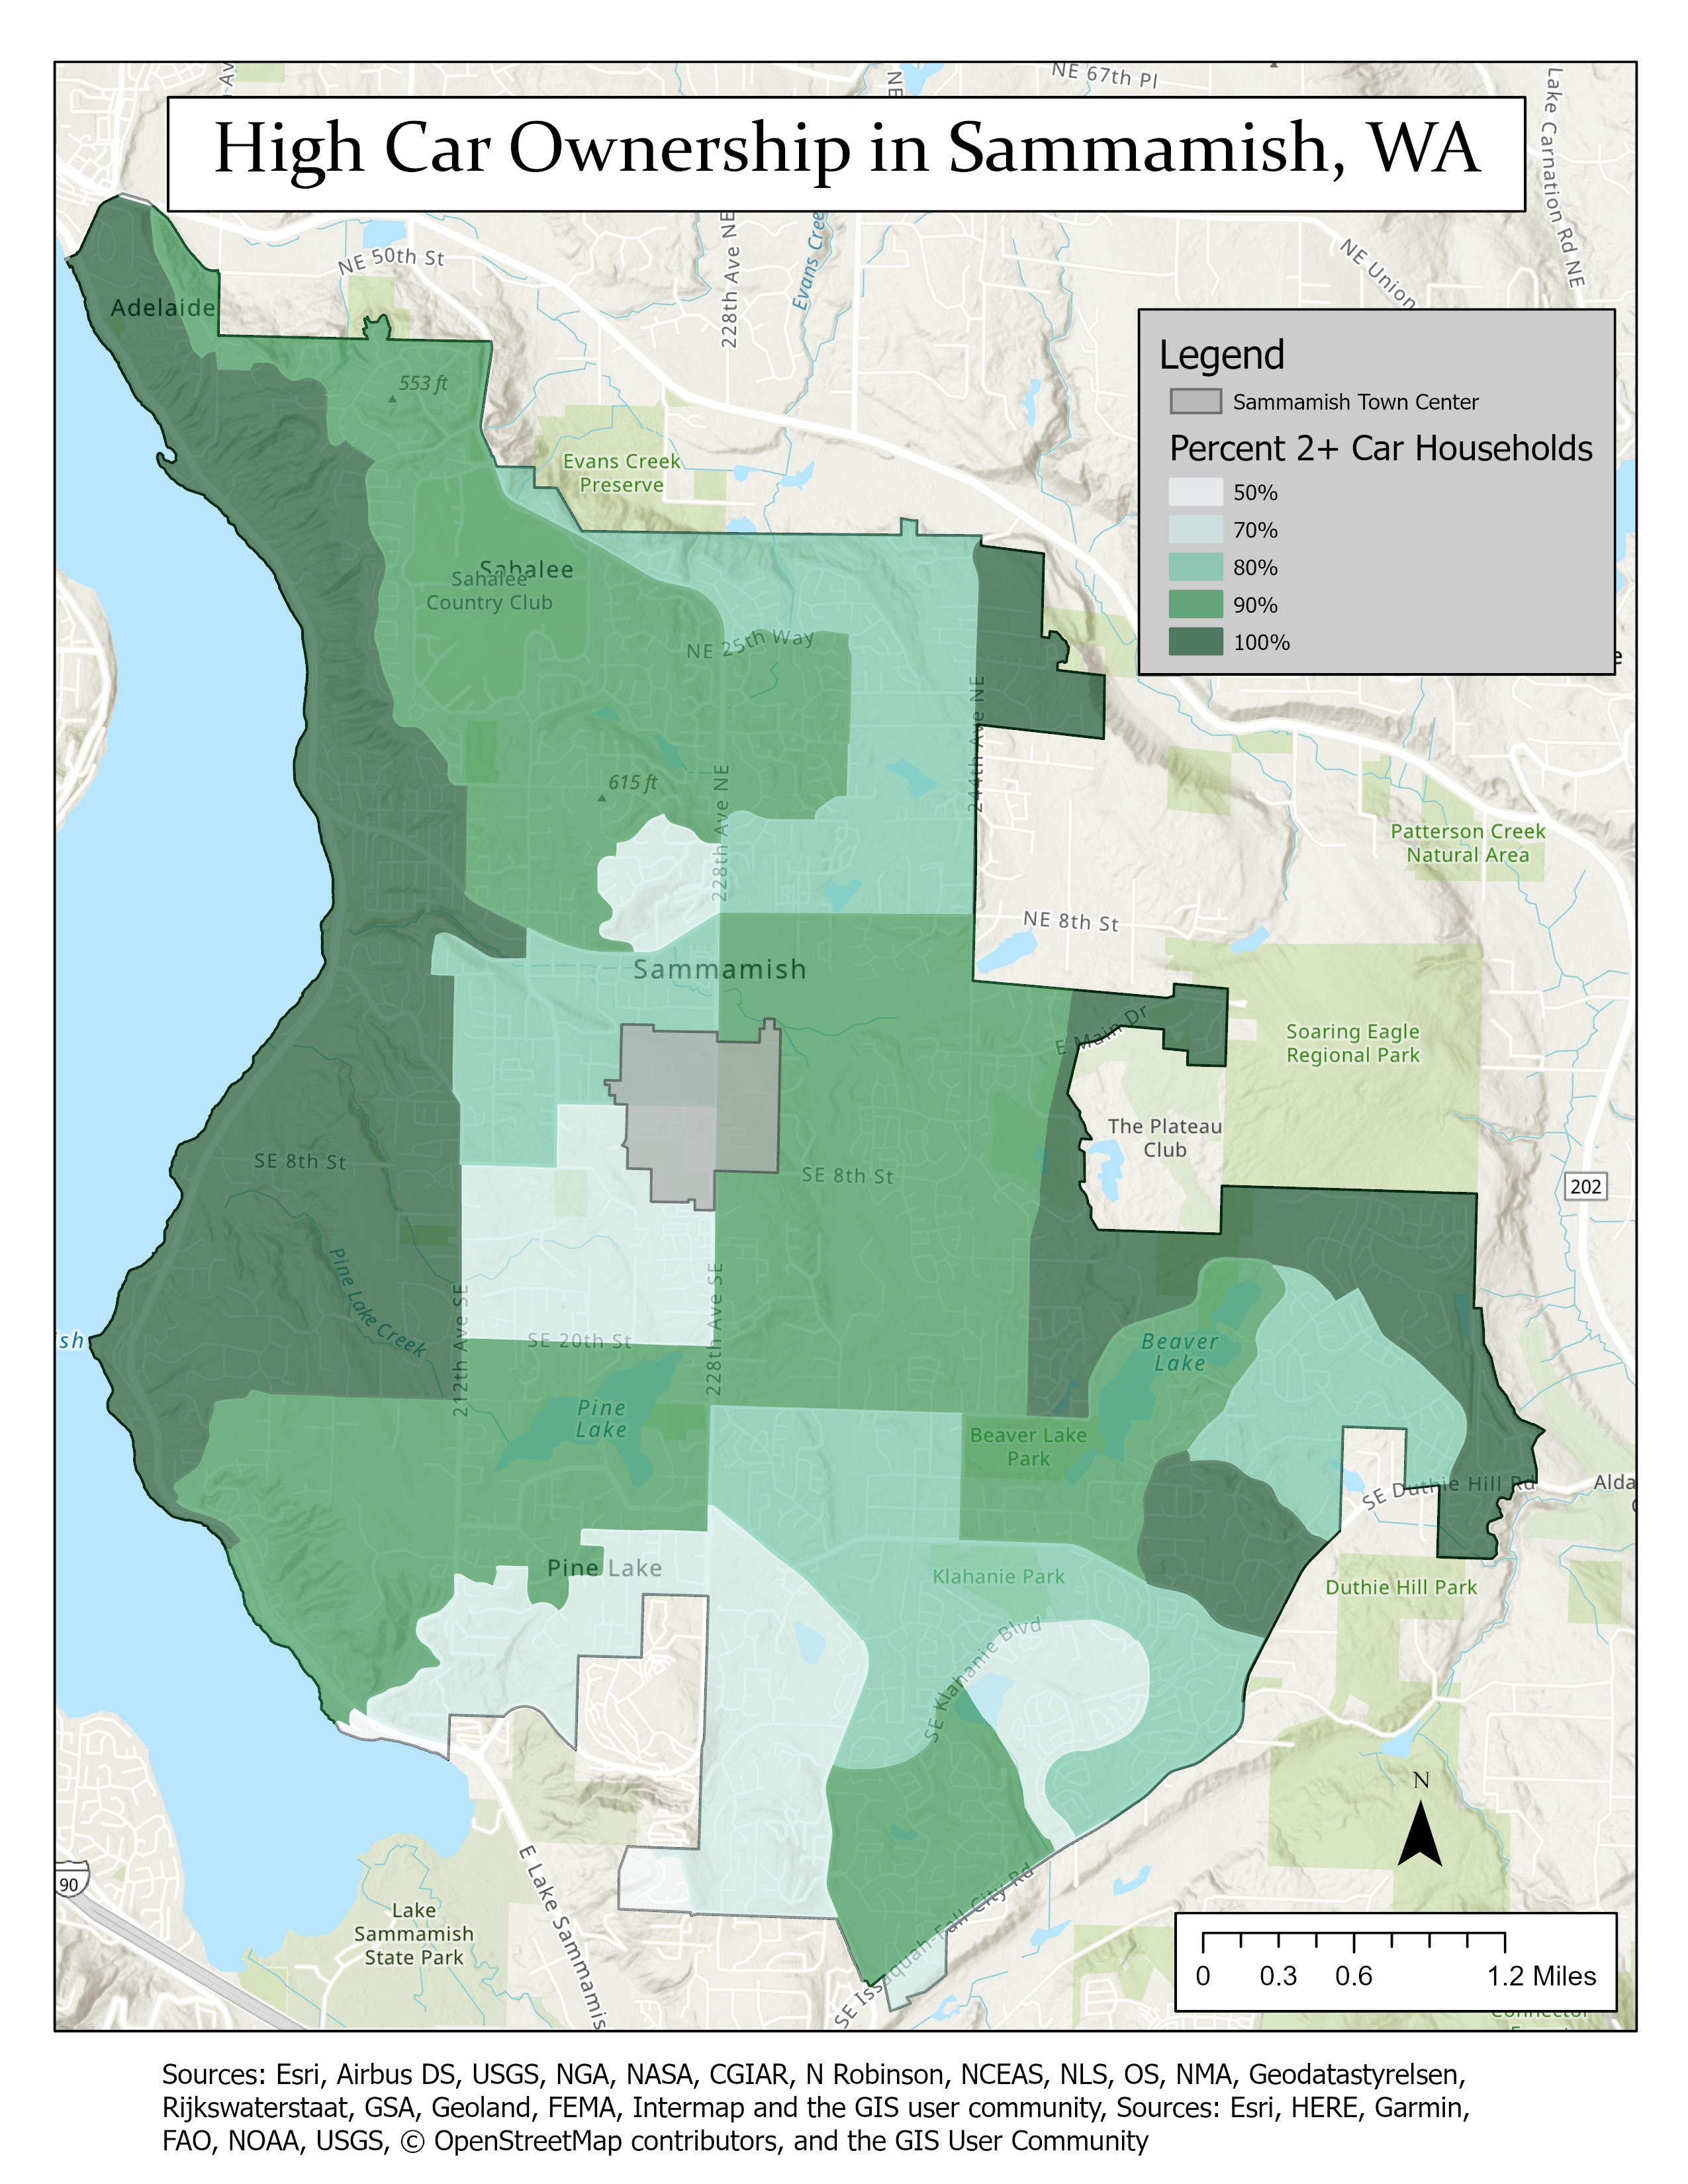 NE 67th Pl
High Car Ownership in Sammamish, WA
Lake Carnation Rd NE
NE 50th St
228th Ave NE
Evans Cree
NE Union
Adelaide
553 ft
Evans Creek
Preserve
Legend
Sammamish Town Center
Percent 2+ Car Households
50%
70%
80%
90%
100%
Sahalee
Sahalee
Country Club
NE 25th Way
244th Ave NE
615 ft
228th Ave NE
Patterson Creek
Natural Area
NE 8th St
Sammamish
E Main Dr
Soaring Eagle
Regional Park
The Plateau
Club
SE 8th St
SE 8th St
202
Pine Lake Creek
212th Ave SE
228th Ave SE
ish
SE 20th St
Beaver
Lake
Pine
Lake
Beaver Lake
Park
SE Duthie Hill Rd
Alda
Pine Lake
Klahanie Park
Duthie Hill Park
SE Klahanie Blvd
N
E Lake Sammamis
90
Lake
Sammamish
State Park
SE Issaquah-Fall City Rd
0 0.3 0.6 1.2 Miles
Sources: Esri, Airbus DS, USGS, NGA, NASA, CGIAR, N Robinson, NCEAS, NLS, OS, NMA, Geodatastyrelsen,
Rijkswaterstaat, GSA, Geoland, FEMA, Intermap and the GIS user community, Sources: Esri, HERE, Garmin,
FAO, NOAA, USGS, © OpenStreetMap contributors, and the GIS User Community